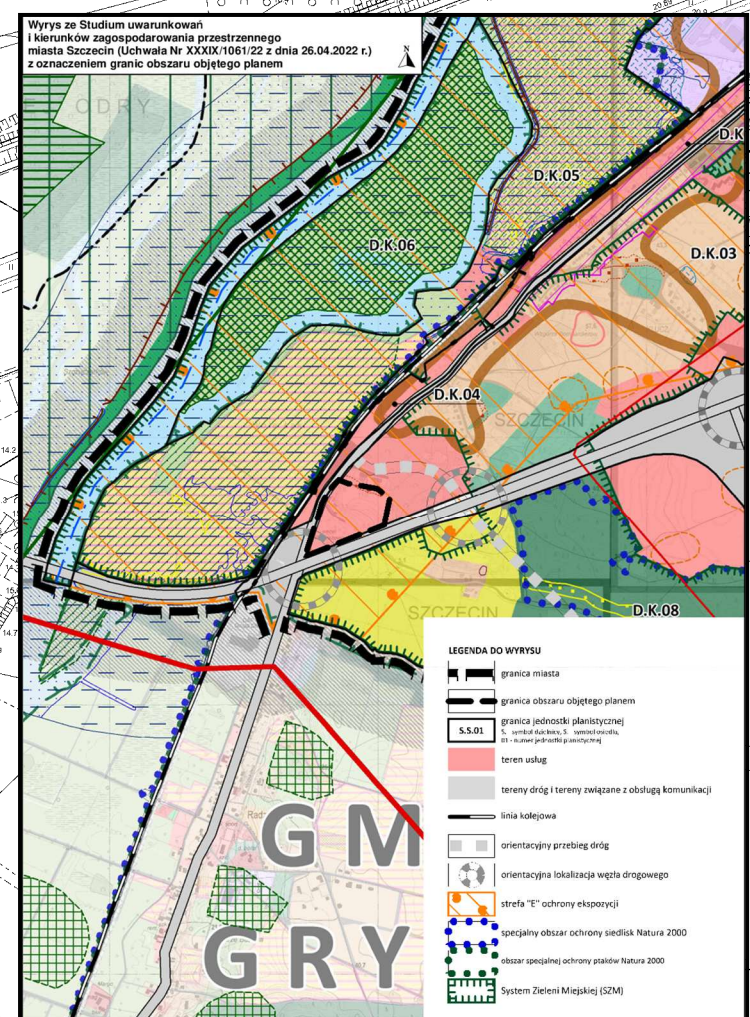 Wyrys ze Studium uwarunkowań
i kierunków zagospodarowania przestrzennego
miasta Szczecin (Uchwała Nr XXXIX/1061/22 z dnia 26.04.2022 r.)
z oznaczeniem granic obszaru objętego planem
N
ODRY
D.K
D.K.05
D.K.06
D.K.03
D.K.04
SZCZECIN
14.2
SZCZECIN
D.K.08
14.7
G M
GRY
LEGENDA DO WYRYSU
granica miasta
granica obszaru objętego planem
S.S.01
granica jednostki planistycznej
S. symbol dzielnicy, S. symbol osiedla,
01 - numer jednostki planistycznej
teren usług
tereny dróg i tereny związane z obsługą komunikacji
linia kolejowa
orientacyjny przebieg dróg
orientacyjna lokalizacja węzła drogowego
strefa "E" ochrony ekspozycji
specjalny obszar ochrony siedlisk Natura 2000
obszar specjalnej ochrony ptaków Natura 2000
System Zieleni Miejskiej (SZM)